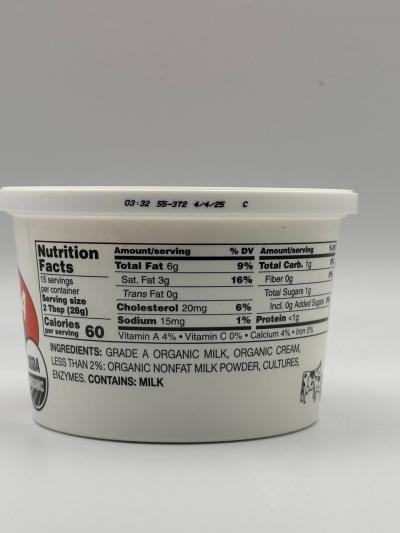 03:32 55-372 4/4/25 C
Nutrition
Facts
15 servings
per container
Serving size
2 Tbsp (28g)
Calories
per serving 60
Amount/serving % DV
Total Fat 6g 9%
Sat. Fat 3g 16%
Trans Fat 0g
Cholesterol 20mg 6%
Sodium 15mg 1%
Amount/serving
Total Carb. 1g
Fiber 0g
Total Sugars 1g
Incl. 0g Added Sugars
Protein <1g
Vitamin A 4% • Vitamin C 0% • Calcium 4% • Iron 0%
INGREDIENTS: GRADE A ORGANIC MILK, ORGANIC CREAM,
LESS THAN 2%: ORGANIC NONFAT MILK POWDER, CULTURES,
ENZYMES. CONTAINS: MILK